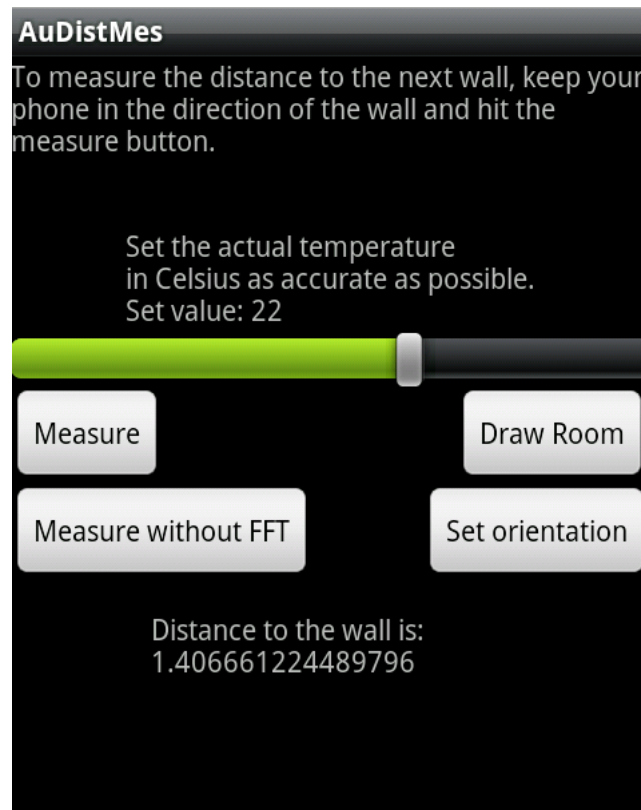 AuDistMes
To measure the distance to the next wall, keep your
phone in the direction of the wall and hit the
measure button.
Set the actual temperature
in Celsius as accurate as possible.
Set value: 22
Measure
Draw Room
Measure without FFT
Set orientation
Distance to the wall is:
1.406661224489796